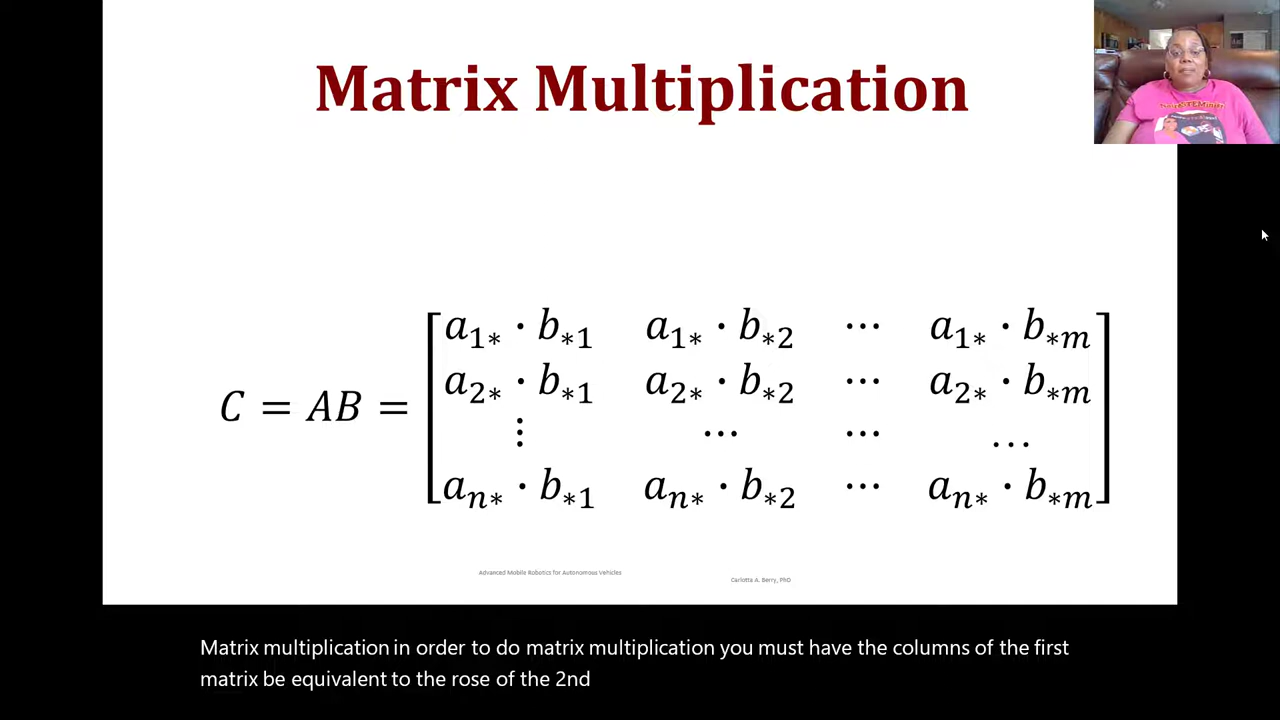 Matrix Multiplication
C = AB = [a₁∗ · b∗₁ a₁∗ · b∗₂ ⋯ a₁∗ · b∗ₘ
a₂∗ · b∗₁ a₂∗ · b∗₂ ⋯ a₂∗ · b∗ₘ
⋮ ⋯ ⋯ …
aₙ∗ · b∗₁ aₙ∗ · b∗₂ ⋯ aₙ∗ · b∗ₘ]
Advanced Mobile Robotics for Autonomous Vehicles
Carlotta A. Berry, PhD
Matrix multiplication in order to do matrix multiplication you must have the columns of the first
matrix be equivalent to the rose of the 2nd